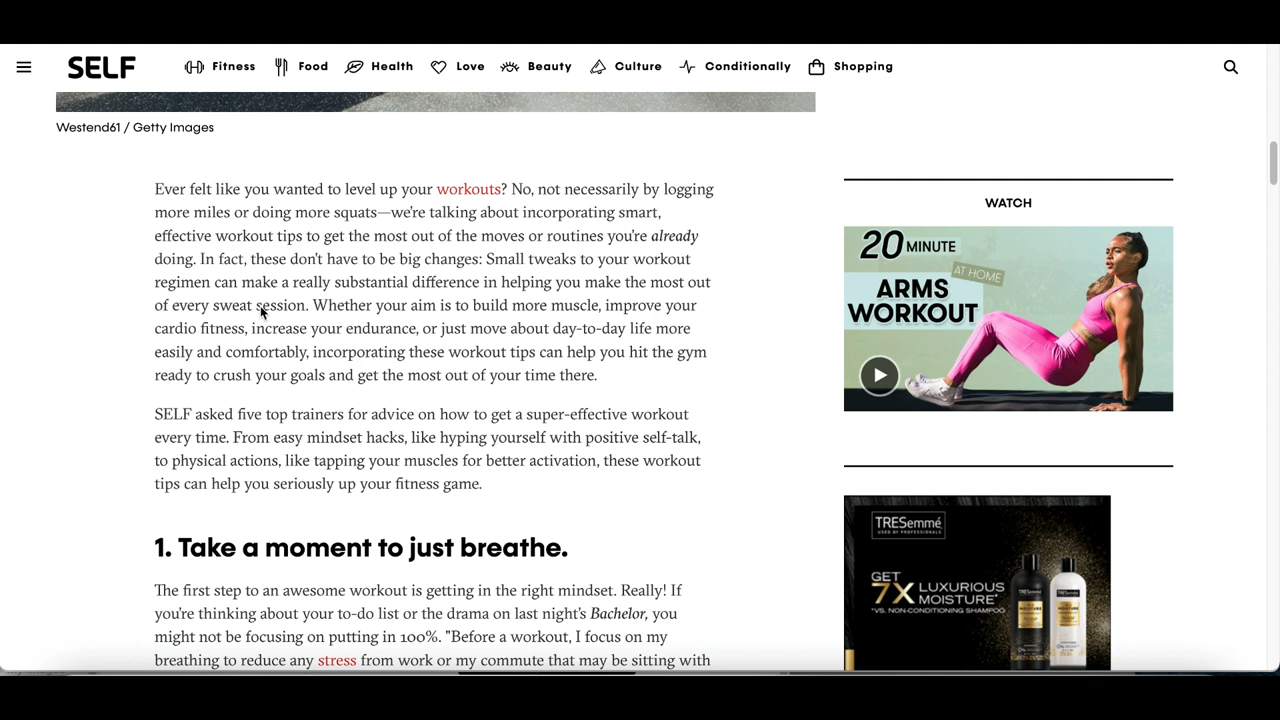 SELF
Fitness
Food
Health
Love
Beauty
Culture
Conditionally
Shopping
Westend61 / Getty Images
Ever felt like you wanted to level up your workouts? No, not necessarily by logging
more miles or doing more squats—we’re talking about incorporating smart,
effective workout tips to get the most out of the moves or routines you’re already
doing. In fact, these don’t have to be big changes: Small tweaks to your workout
regimen can make a really substantial difference in helping you make the most out
of every sweat session. Whether your aim is to build more muscle, improve your
cardio fitness, increase your endurance, or just move about day-to-day life more
easily and comfortably, incorporating these workout tips can help you hit the gym
ready to crush your goals and get the most out of your time there.
SELF asked five top trainers for advice on how to get a super-effective workout
every time. From easy mindset hacks, like hyping yourself with positive self-talk,
to physical actions, like tapping your muscles for better activation, these workout
tips can help you seriously up your fitness game.
1. Take a moment to just breathe.
The first step to an awesome workout is getting in the right mindset. Really! If
you’re thinking about your to-do list or the drama on last night’s Bachelor, you
might not be focusing on putting in 100%. "Before a workout, I focus on my
breathing to reduce any stress from work or my commute that may be sitting with
WATCH
20 MINUTE
AT HOME
ARMS
WORKOUT
TRESemmé
USED BY PROFESSIONALS
GET
7X LUXURIOUS
MOISTURE*
*VS. NON-CONDITIONING SHAMPOO